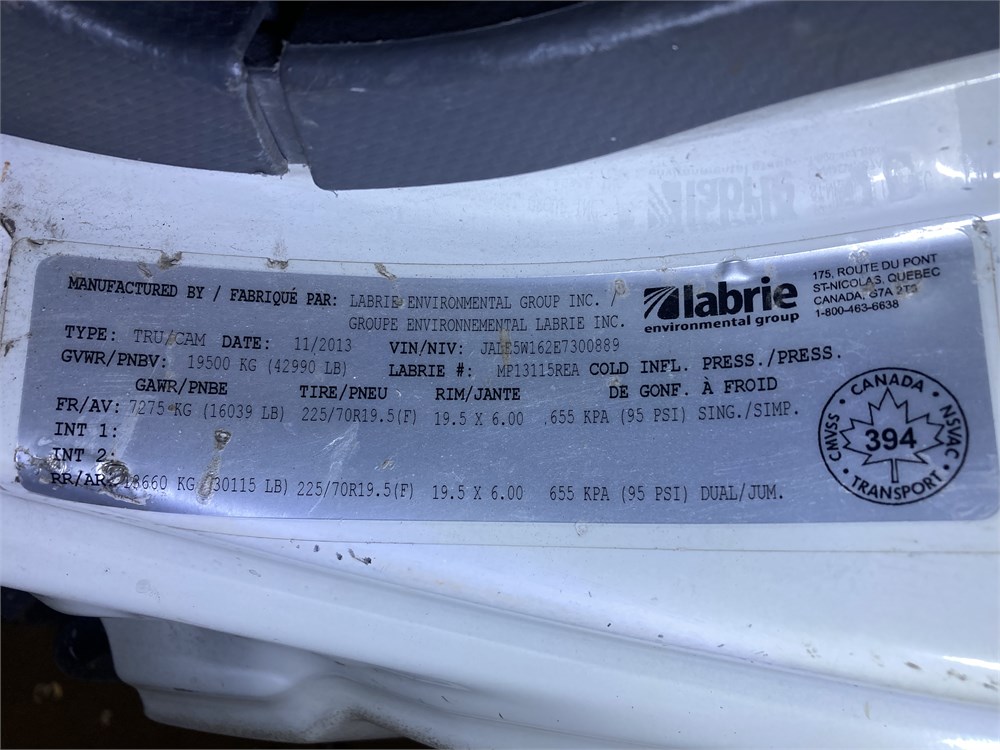 MANUFACTURED BY / FABRIQUÉ PAR: LABRIE ENVIRONMENTAL GROUP INC. /
GROUPE ENVIRONNEMENTAL LABRIE INC.
labrie
environmental group
175, ROUTE DU PONT
ST-NICOLAS, QUEBEC
CANADA, G7A 2T3
1-800-463-6638
TYPE: TRU/CAM DATE: 11/2013 VIN/NIV: JALE5W162E7300889
GVWR/PNBV: 19500 KG (42990 LB) LABRIE #: MP13115REA COLD INFL. PRESS./PRESS.
GAWR/PNBE TIRE/PNEU RIM/JANTE DE GONF. À FROID
FR/AV: 7275 KG (16039 LB) 225/70R19.5(F) 19.5 X 6.00 655 KPA (95 PSI) SING./SIMP.
INT 1:
INT 2:
RR/AR: 13660 KG (30115 LB) 225/70R19.5(F) 19.5 X 6.00 655 KPA (95 PSI) DUAL/JUM.
CANADA
CMVSS
394
NSVAC
TRANSPORT